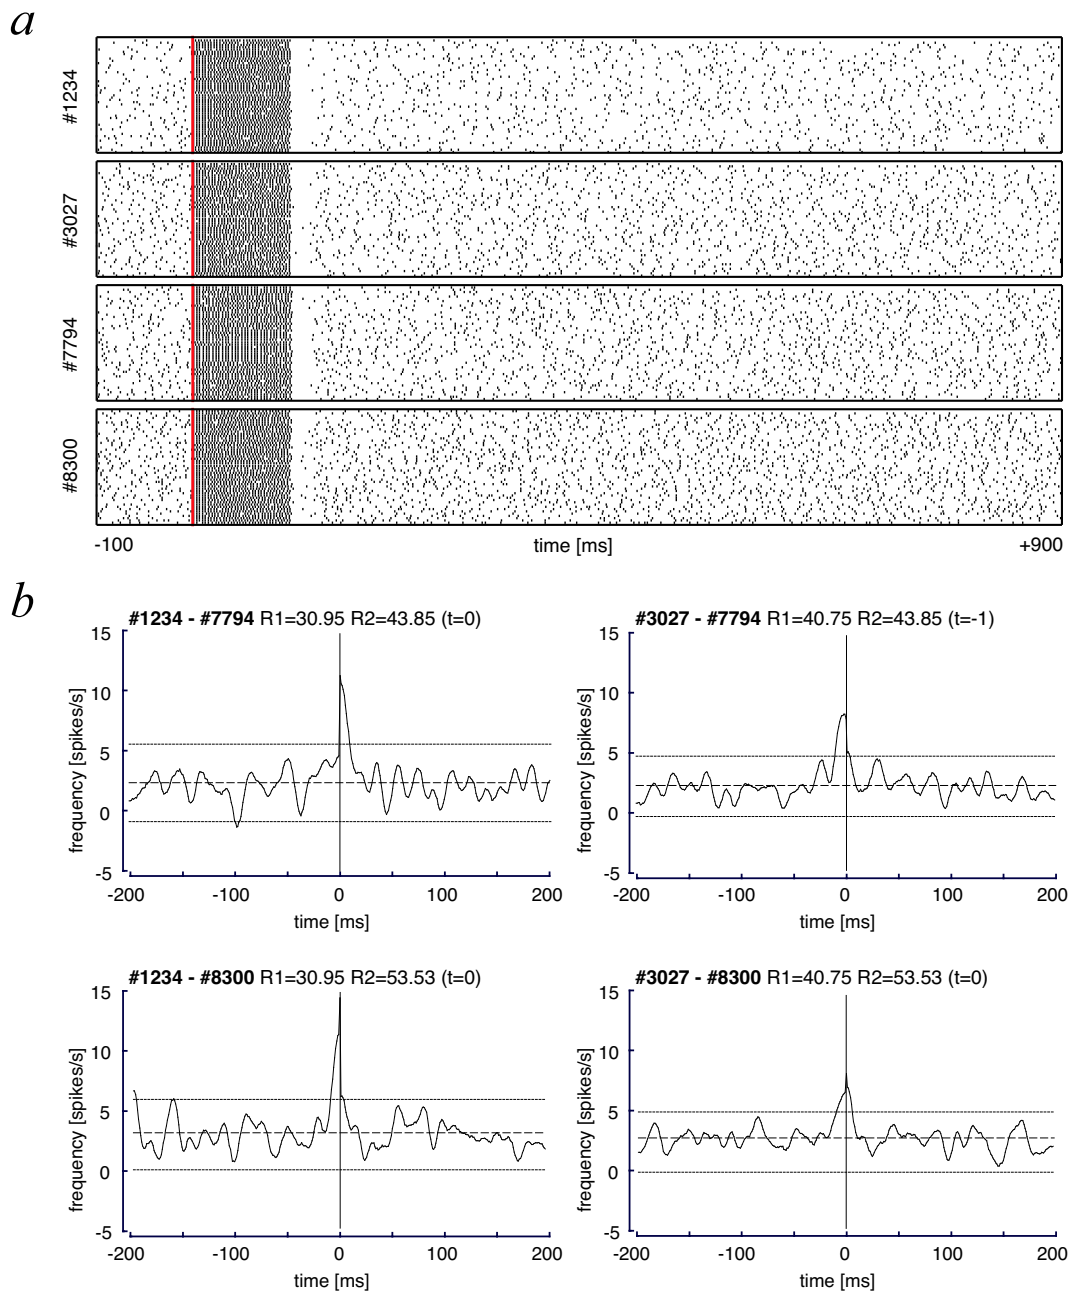 a
#1234
#3027
#7794
#8300
-100 time [ms] +900
b
#1234 - #7794 R1=30.95 R2=43.85 (t=0)
15
10
5
0
-5
frequency [spikes/s]
-200 -100 0 100 200
time [ms]
#3027 - #7794 R1=40.75 R2=43.85 (t=-1)
15
10
5
0
-5
frequency [spikes/s]
-200 -100 0 100 200
time [ms]
#1234 - #8300 R1=30.95 R2=53.53 (t=0)
15
10
5
0
-5
frequency [spikes/s]
-200 -100 0 100 200
time [ms]
#3027 - #8300 R1=40.75 R2=53.53 (t=0)
15
10
5
0
-5
frequency [spikes/s]
-200 -100 0 100 200
time [ms]